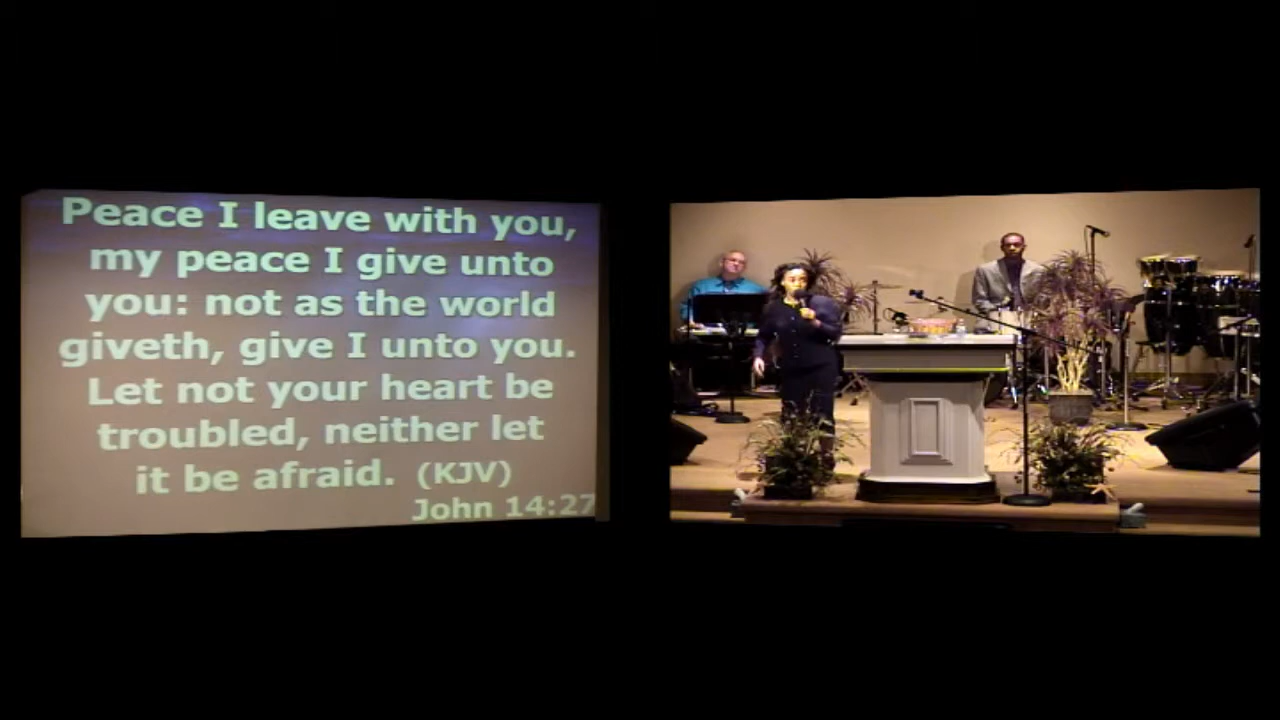 Peace I leave with you,
my peace I give unto
you: not as the world
giveth, give I unto you.
Let not your heart be
troubled, neither let
it be afraid. (KJV)
John 14:27